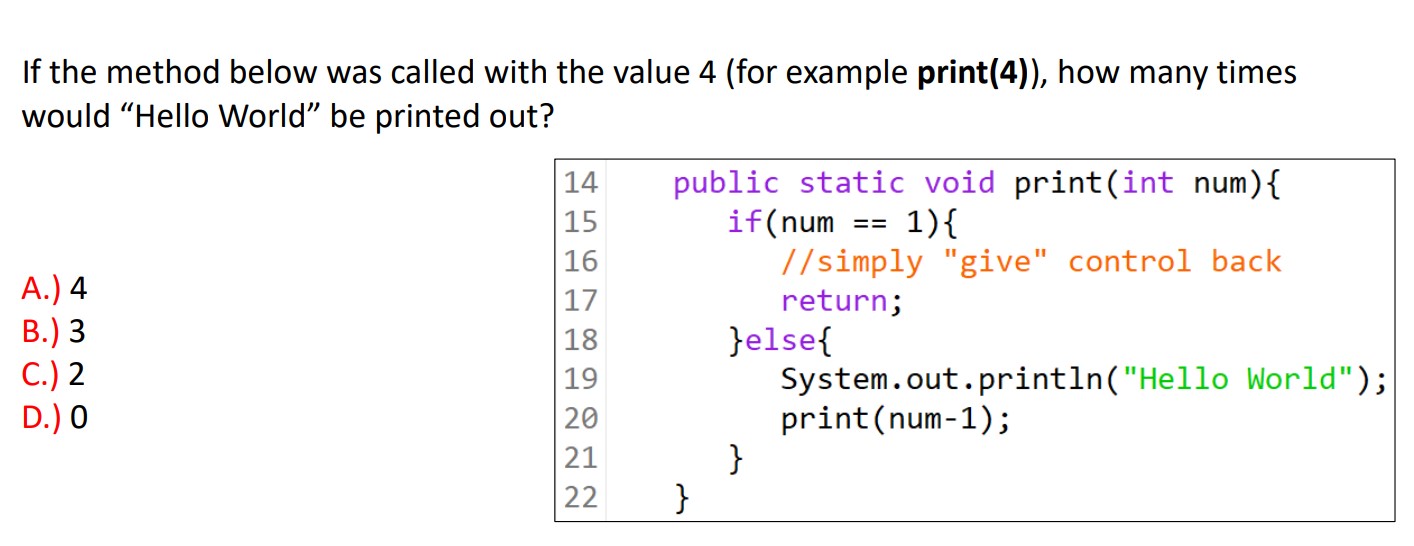 If the method below was called with the value 4 (for example print(4)), how many times
would “Hello World” be printed out?
A.) 4
B.) 3
C.) 2
D.) 0
14 public static void print(int num){
15 if(num == 1){
16 //simply "give" control back
17 return;
18 }else{
19 System.out.println("Hello World");
20 print(num-1);
21 }
22 }